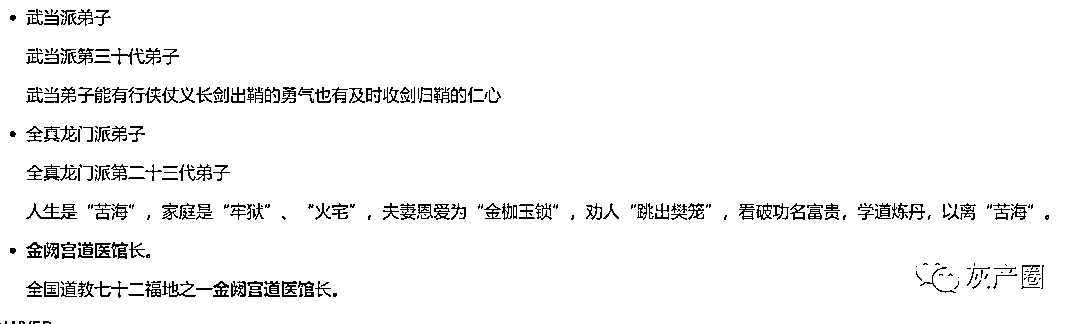 武当派弟子
武当派第三十代弟子
武当弟子能有行侠仗义长剑出鞘的勇气也有及时收剑归鞘的仁心
全真龙门派弟子
全真龙门派第二十三代弟子
人生是“苦海”，家庭是“牢狱”、“火宅”，夫妻恩爱为“金枷玉锁”，劝人“跳出樊笼”，看破功名富贵，学道炼丹，以离“苦海”。
金阙宫道医馆长。
全国道教七十二福地之一金阙宫道医馆长。
灰产圈